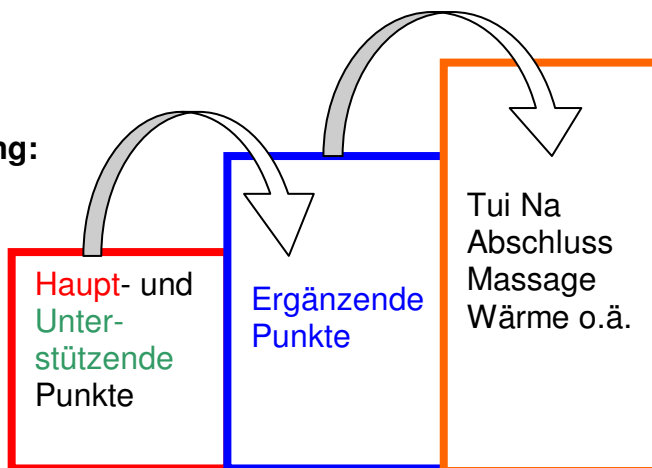 ng:
Haupt- und
Unter-
stützende
Punkte
Ergänzende
Punkte
Tui Na
Abschluss
Massage
Wärme o.ä.